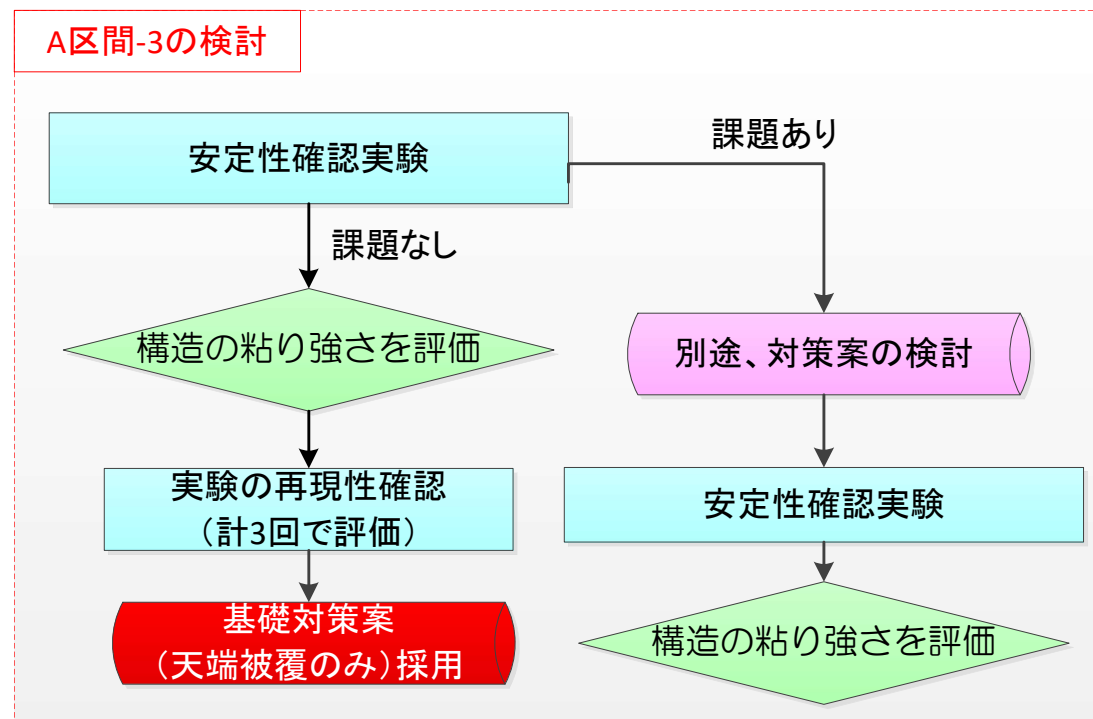 A区間-3の検討
安定性確認実験
課題あり
課題なし
構造の粘り強さを評価
別途、対策案の検討
実験の再現性確認
（計3回で評価）
安定性確認実験
基礎対策案
（天端被覆のみ）採用
構造の粘り強さを評価